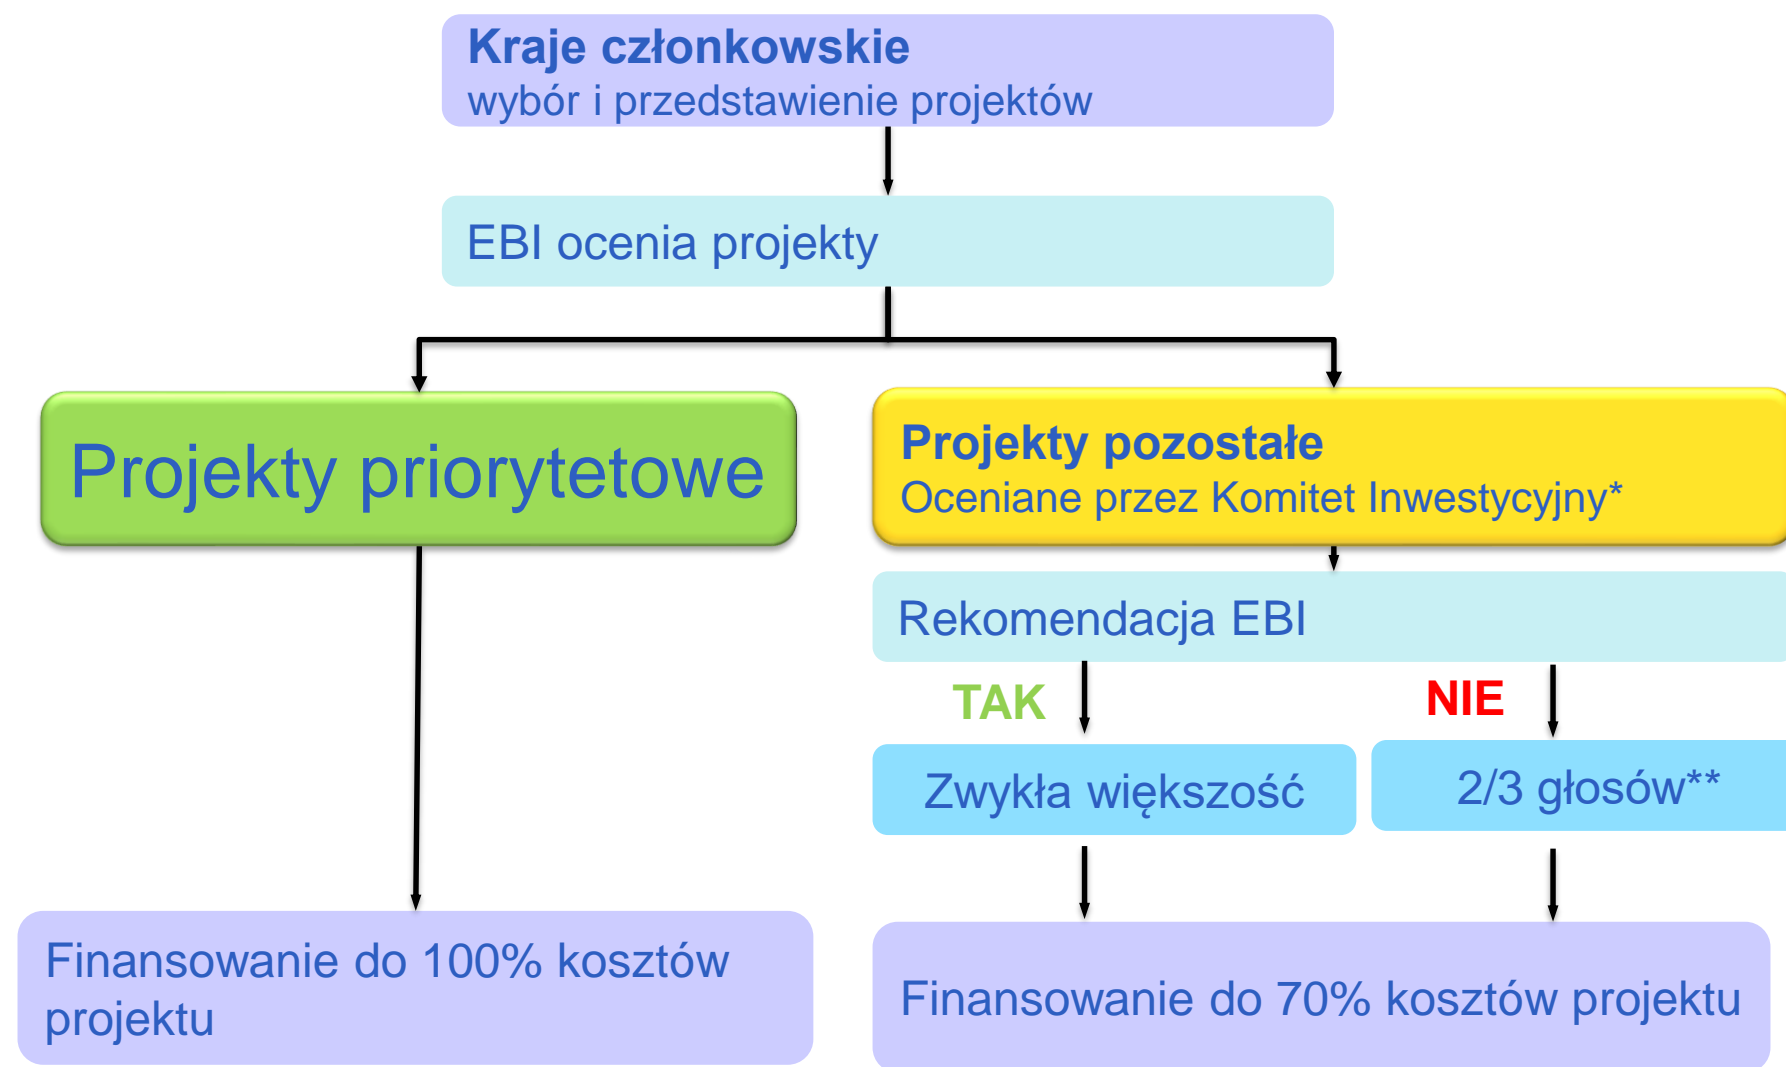 Kraje członkowskie
wybór i przedstawienie projektów
EBI ocenia projekty
Projekty priorytetowe
Projekty pozostałe
Oceniane przez Komitet Inwestycyjny*
Rekomendacja EBI
TAK
NIE
Zwykła większość
2/3 głosów**
Finansowanie do 100% kosztów
projektu
Finansowanie do 70% kosztów projektu